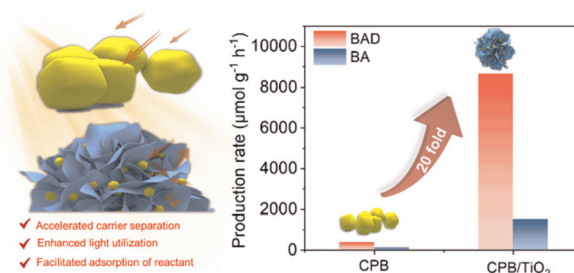 ✓ Accelerated carrier separation
✓ Enhanced light utilization
✓ Facilitated adsorption of reactant
Production rate (μmol g⁻¹ h⁻¹)
10000
8000
6000
4000
2000
0
BAD
BA
20 fold
CPB
CPB/TiO₂